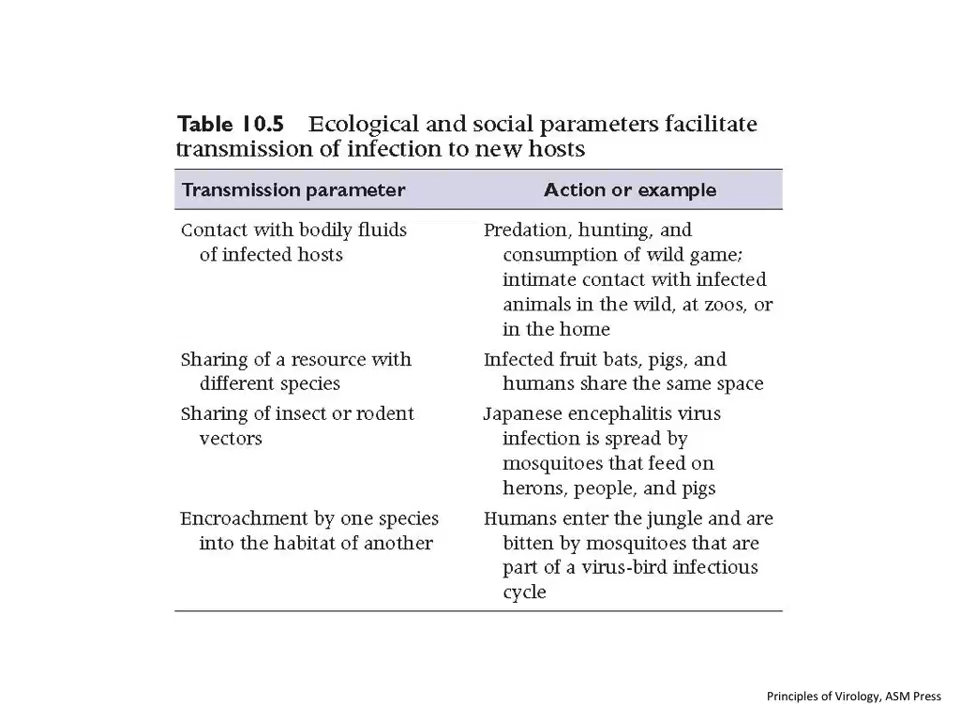 Table 10.5 Ecological and social parameters facilitate
transmission of infection to new hosts
Transmission parameter Action or example
Contact with bodily fluids
of infected hosts
Predation, hunting, and
consumption of wild game;
intimate contact with infected
animals in the wild, at zoos, or
in the home
Sharing of a resource with
different species
Infected fruit bats, pigs, and
humans share the same space
Sharing of insect or rodent
vectors
Japanese encephalitis virus
infection is spread by
mosquitoes that feed on
herons, people, and pigs
Encroachment by one species
into the habitat of another
Humans enter the jungle and are
bitten by mosquitoes that are
part of a virus-bird infectious
cycle
Principles of Virology, ASM Press